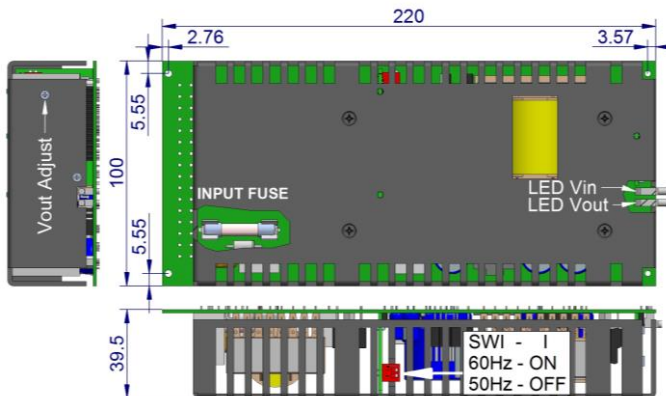 220
2.76
3.57
5.55
100
5.55
Vout Adjust
INPUT FUSE
LED Vin
LED Vout
39.5
SWI - I
60Hz - ON
50Hz - OFF